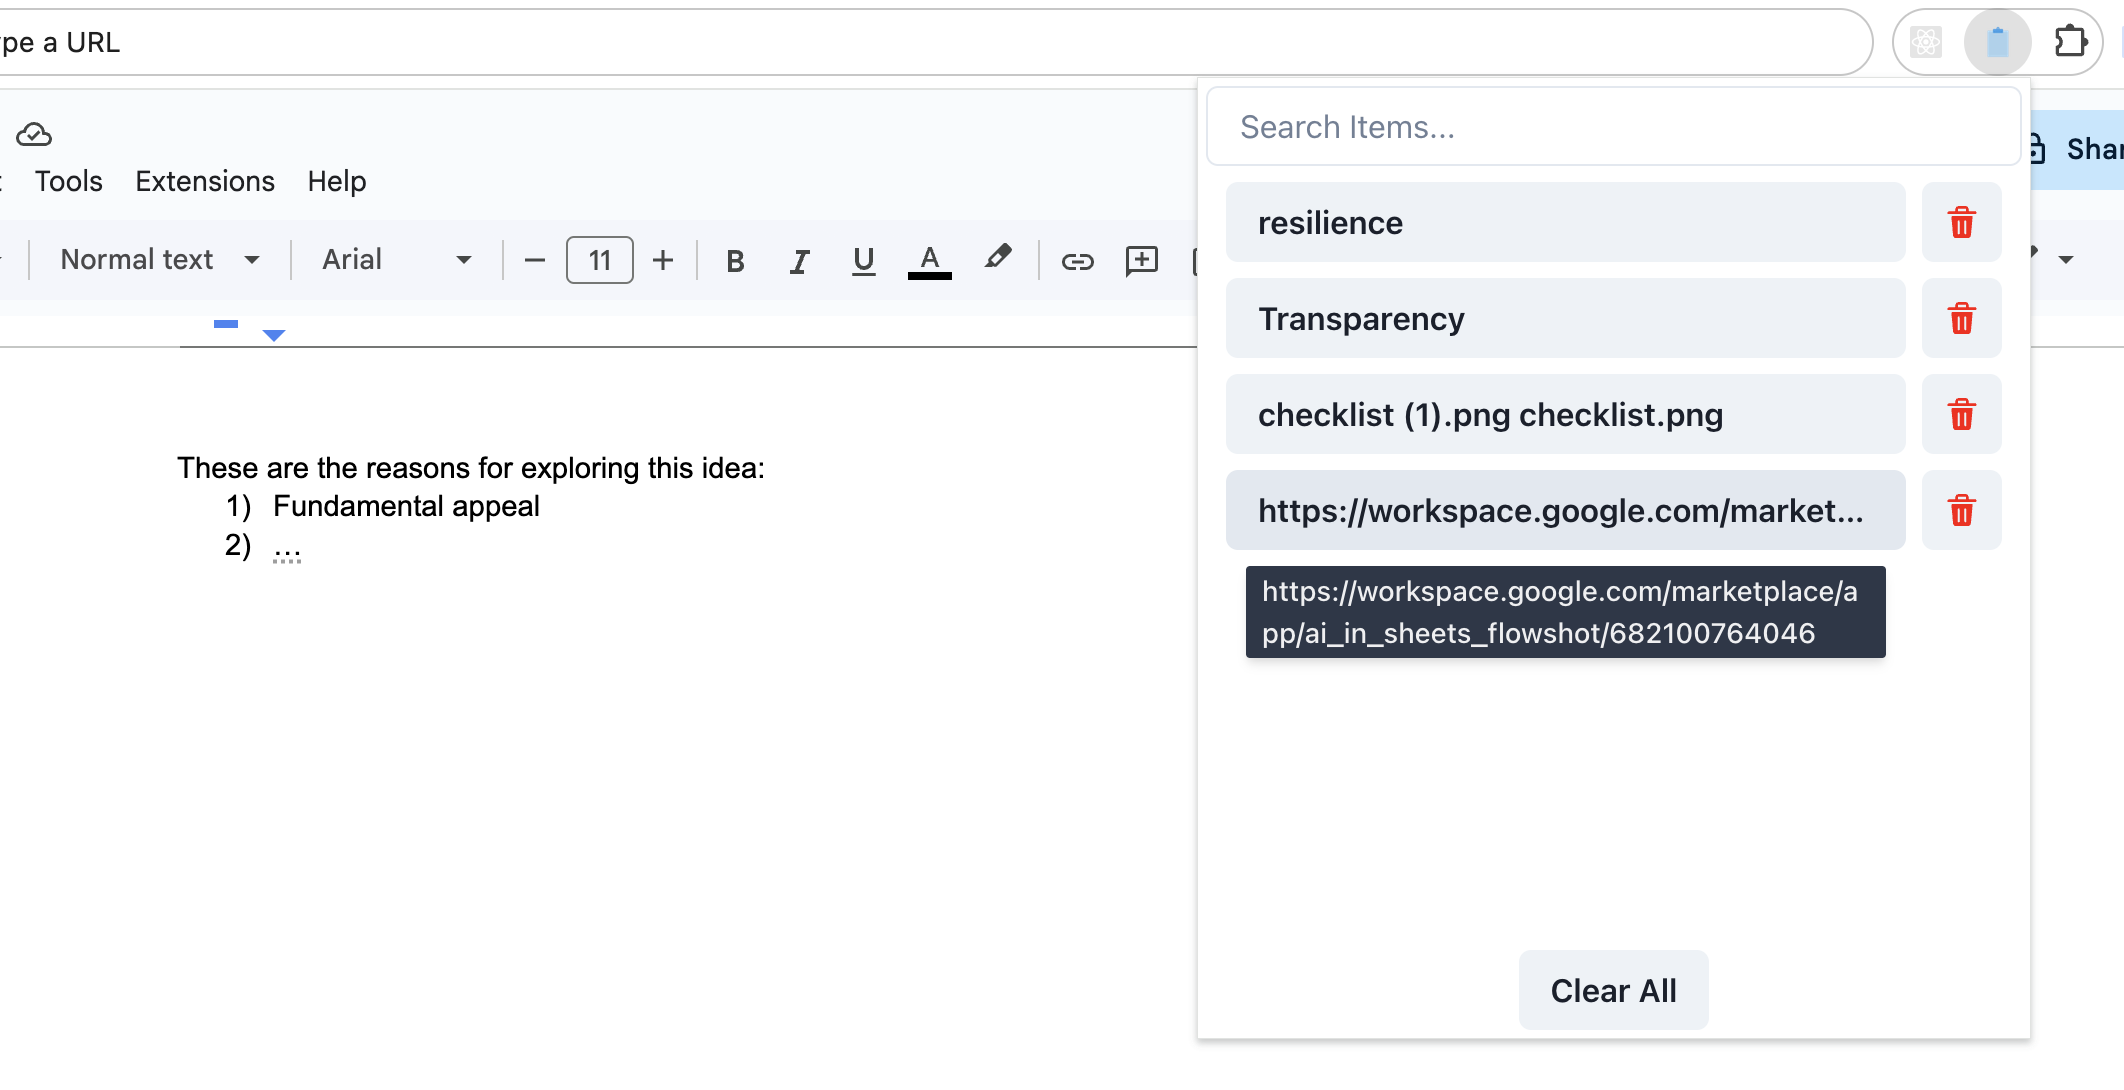 ype a URL
Search Items...
Shar
Tools Extensions Help
Normal text Arial 11 B I U A
resilience
Transparency
checklist (1).png checklist.png
https://workspace.google.com/market...
https://workspace.google.com/marketplace/a
pp/ai_in_sheets_flowshot/682100764046
Clear All
These are the reasons for exploring this idea:
1) Fundamental appeal
2) ...